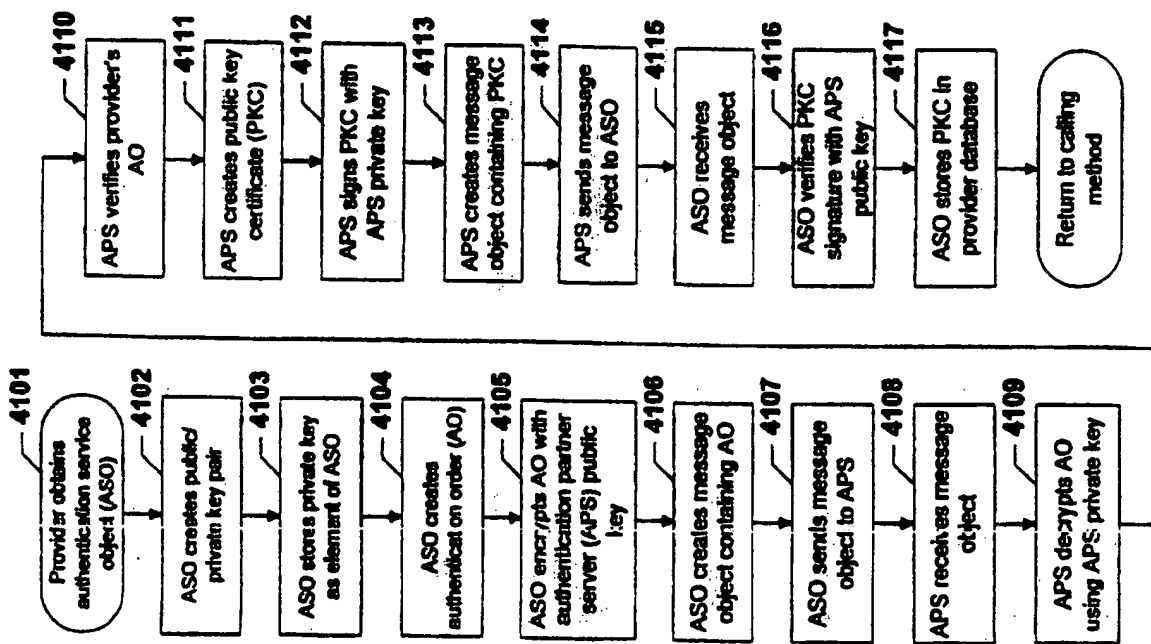 4101
Provider obtains
authentication service
object (ASO)
4102
ASO creates public/
private key pair
4103
ASO stores private key
as element of ASO
4104
ASO creates
authentication order (AO)
4105
ASO encrypts AO with
authentication partner
server (APS) public
key
4106
ASO creates message
object containing AO
4107
ASO sends message
object to APS
4108
APS receives message
object
4109
APS decrypts AO
using APS private key
4110
APS verifies provider's
AO
4111
APS creates public key
certificate (PKC)
4112
APS signs PKC with
APS private key
4113
APS creates message
object containing PKC
4114
APS sends message
object to ASO
4115
ASO receives
message object
4116
ASO verifies PKC
signature with APS
public key
4117
ASO stores PKC in
provider database
Return to calling
method